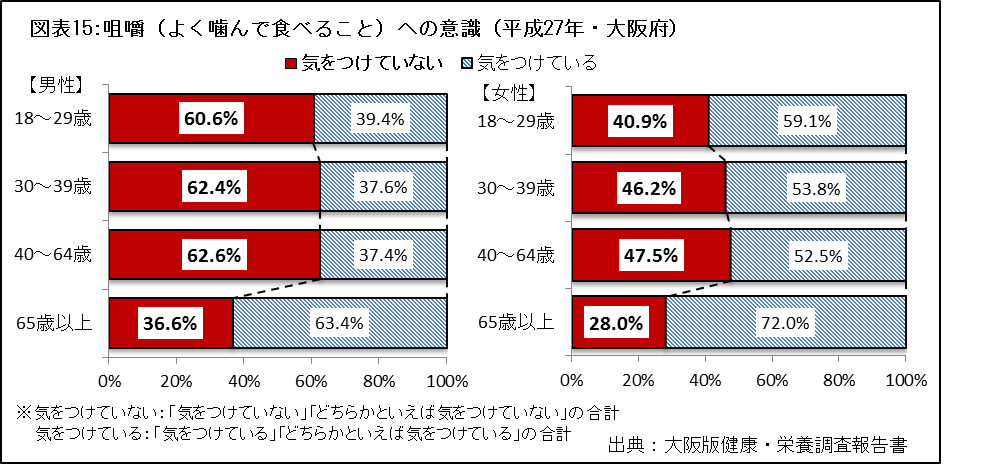 図表15:咀嚼（よく噛んで食べること）への意識（平成27年・大阪府）
気をつけていない 気をつけている
【男性】
18～29歳 60.6% 39.4%
30～39歳 62.4% 37.6%
40～64歳 62.6% 37.4%
65歳以上 36.6% 63.4%
0% 20% 40% 60% 80% 100%
【女性】
18～29歳 40.9% 59.1%
30～39歳 46.2% 53.8%
40～64歳 47.5% 52.5%
65歳以上 28.0% 72.0%
0% 20% 40% 60% 80% 100%
※気をつけていない：「気をつけていない」「どちらかといえば気をつけていない」の合計
気をつけている：「気をつけている」「どちらかといえば気をつけている」の合計
出典：大阪版健康・栄養調査報告書